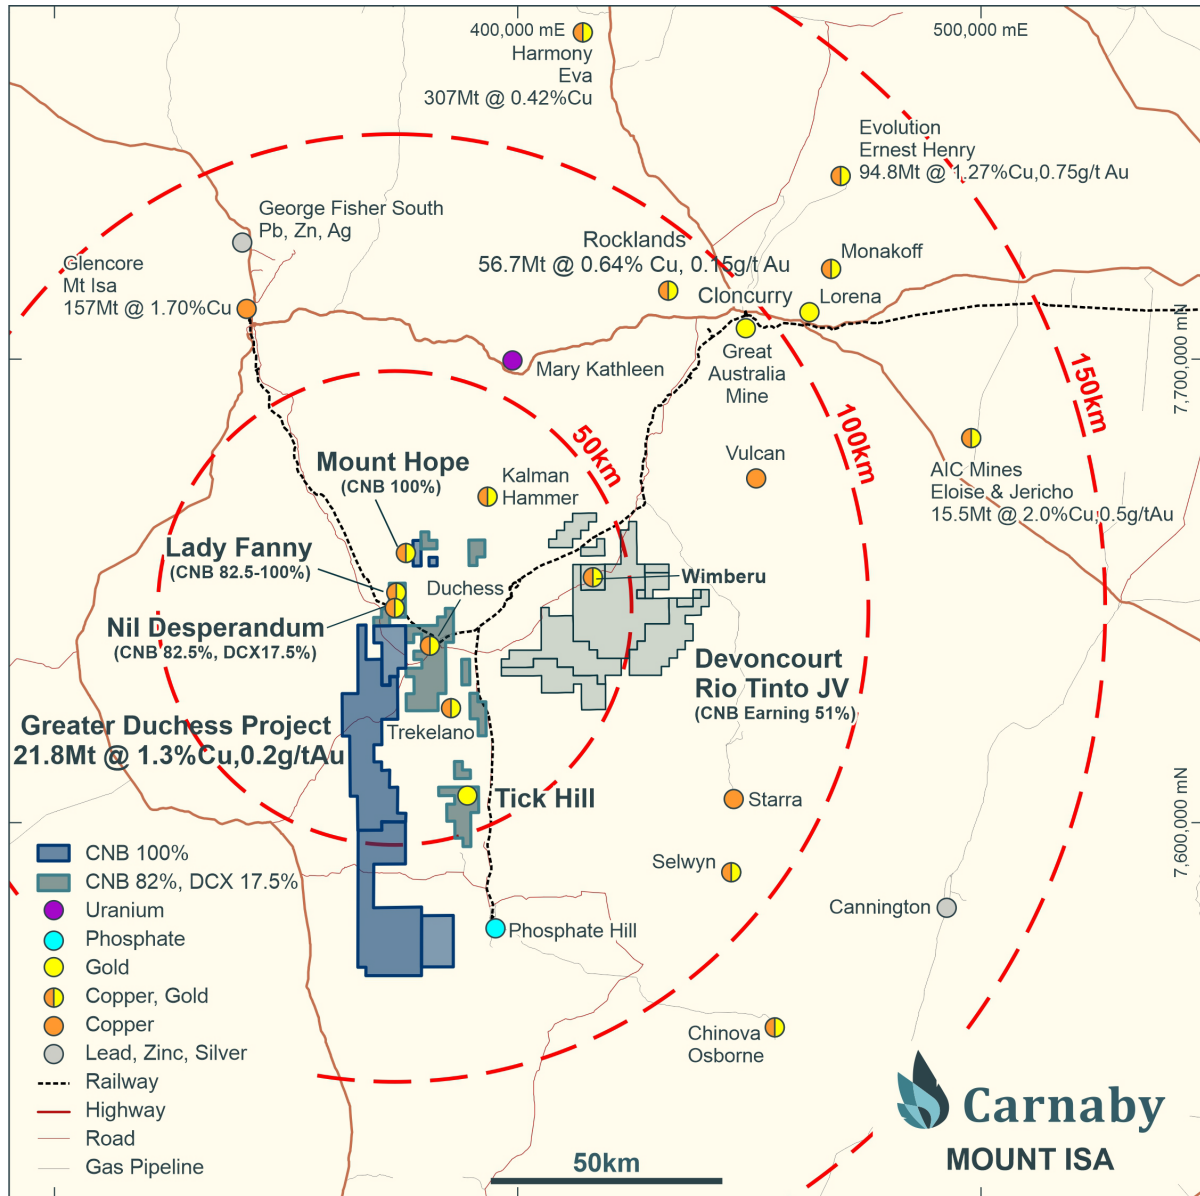 400,000 mE
500,000 mE
Harmony
Eva
307Mt @ 0.42%Cu
Evolution
Ernest Henry
94.8Mt @ 1.27%Cu,0.75g/t Au
George Fisher South
Pb, Zn, Ag
Glencore
Mt Isa
157Mt @ 1.70%Cu
Rocklands
56.7Mt @ 0.64% Cu, 0.15g/t Au
Monakoff
Cloncurry
Lorena
Great
Australia
Mine
Mary Kathleen
7,700,000 mN
150km
100km
50km
Vulcan
AIC Mines
Eloise & Jericho
15.5Mt @ 2.0%Cu,0.5g/tAu
Mount Hope
(CNB 100%)
Kalman
Hammer
Lady Fanny
(CNB 82.5-100%)
Duchess
Wimberu
Nil Desperandum
(CNB 82.5%, DCX17.5%)
Devoncourt
Rio Tinto JV
(CNB Earning 51%)
Greater Duchess Project
21.8Mt @ 1.3%Cu,0.2g/tAu
Trekelano
Tick Hill
Starra
7,600,000 mN
Selwyn
Cannington
Phosphate Hill
Chinova
Osborne
CNB 100%
CNB 82%, DCX 17.5%
Uranium
Phosphate
Gold
Copper, Gold
Copper
Lead, Zinc, Silver
Railway
Highway
Road
Gas Pipeline
50km
Carnaby
MOUNT ISA